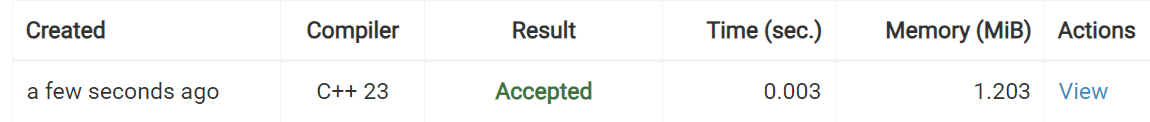 Created Compiler Result Time (sec.) Memory (MiB) Actions
a few seconds ago C++ 23 Accepted 0.003 1.203 View